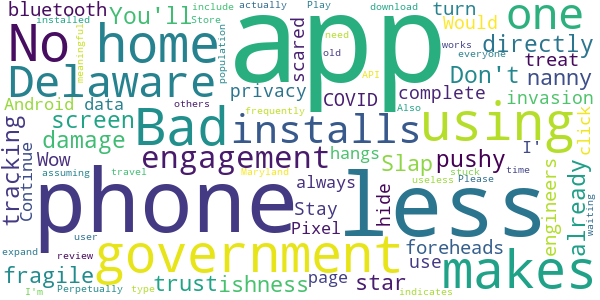 bluetooth You'll app turn one
No home installed Store include actually Play download need old
population scared directly
meaningful Would works everyone
Delaware privacy COVID API Don't treat nanny
Android data screen Bad installs using invasion
tracking Continue damage complete frequently others Also I'
Wow engagement hangs Slap pushy click
assuming always travel Maryland useless stuck Please time
phone less engineers already waiting
Stay Pixel hide
government foreheads makes
fragile trust ishness page star use
expand user review
I'm Perpetually type indicates